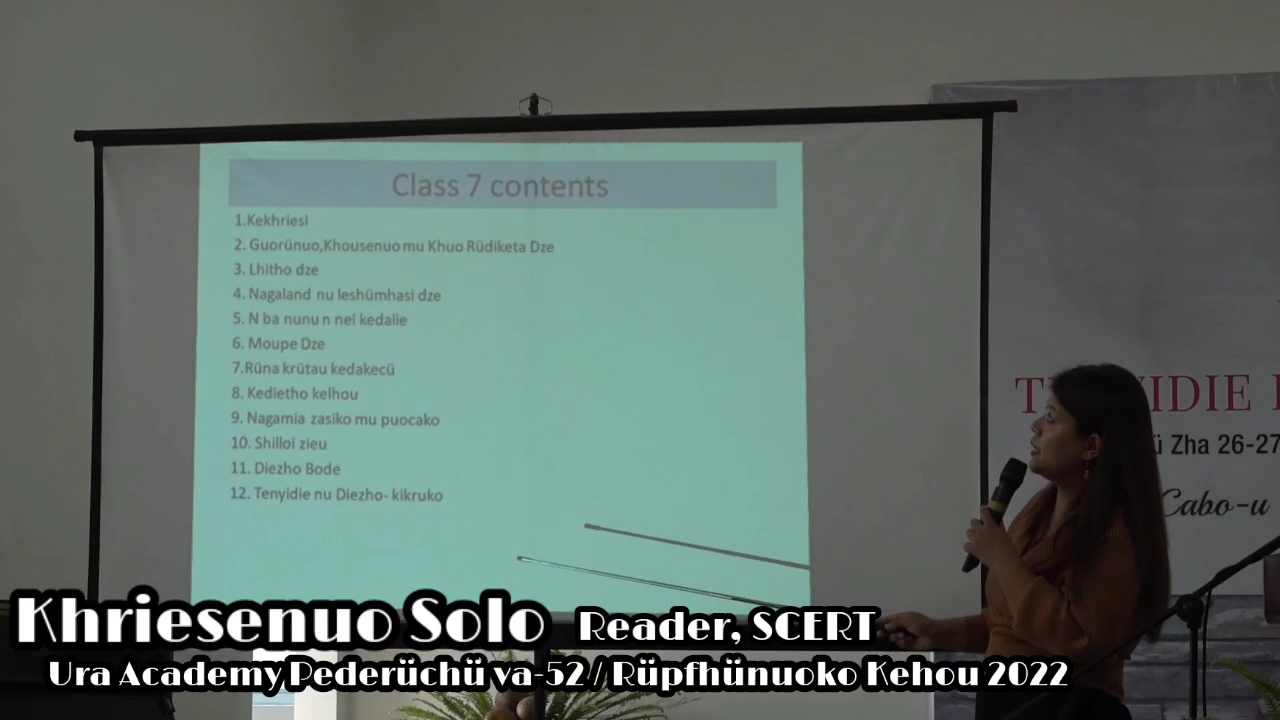 Class 7 contents
1.Kekhriesi
2. Guorünuo,Khousenuo mu Khuo Rüdiketa Dze
3. Lhitho dze
4. Nagaland nu leshümhasi dze
5. N ba nunu n nei kedalie
6. Moupe Dze
7.Rüna krütau kedakecü
8. Kedietho kelhou
9. Nagamia zasiko mu puocako
10. Shilloi zieu
11. Diezho Bode
12. Tenyidie nu Diezho- kikruko
Zha 26-27
Cabo-u
Khriesenuo Solo Reader, SCERT
Ura Academy Pederüchü va-52 / Rüpfhünuoko Kehou 2022